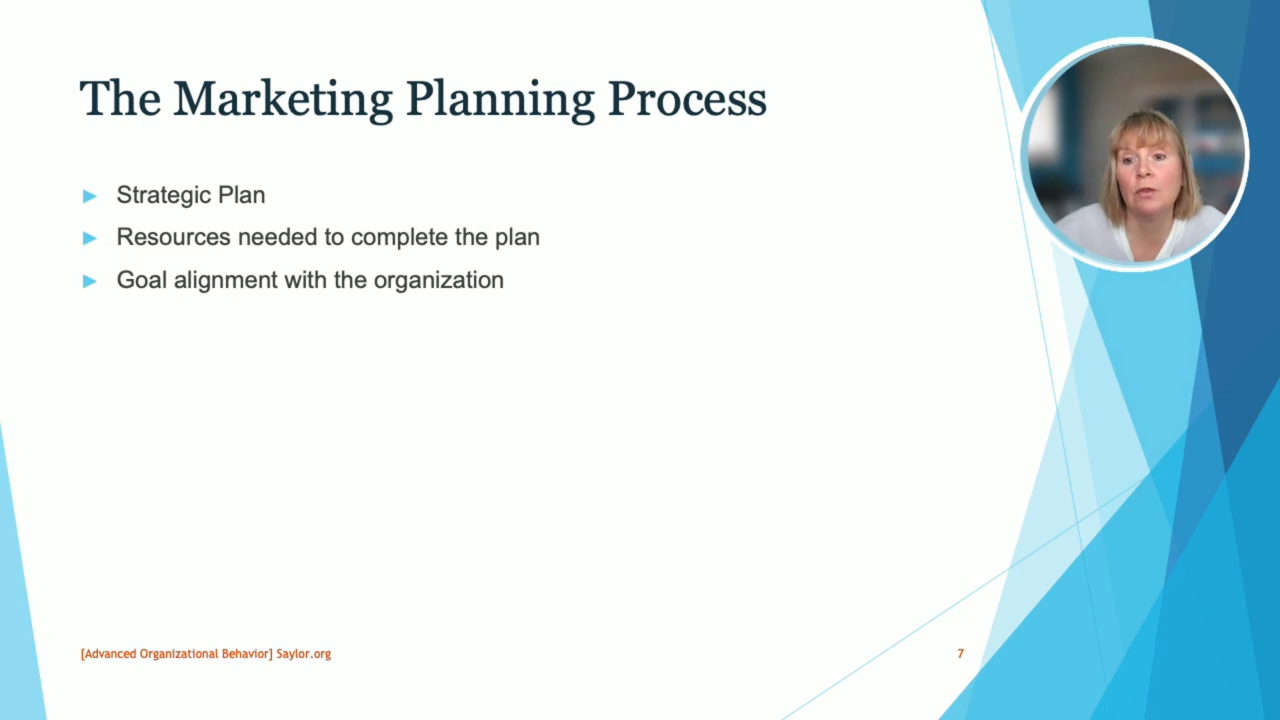 The Marketing Planning Process
Strategic Plan
Resources needed to complete the plan
Goal alignment with the organization
[Advanced Organizational Behavior] Saylor.org
7